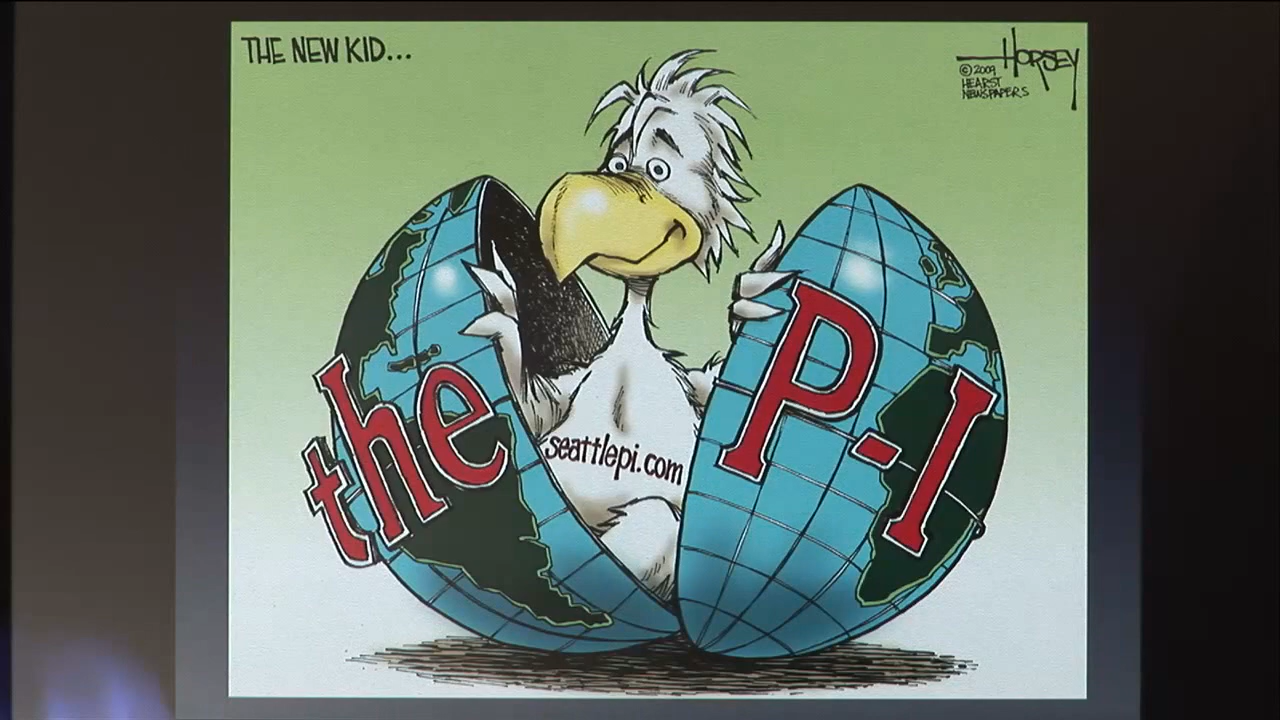 THE NEW KID...
HORSEY
© 2009
HEARST
NEWSPAPERS
the P-I
seattlepi.com